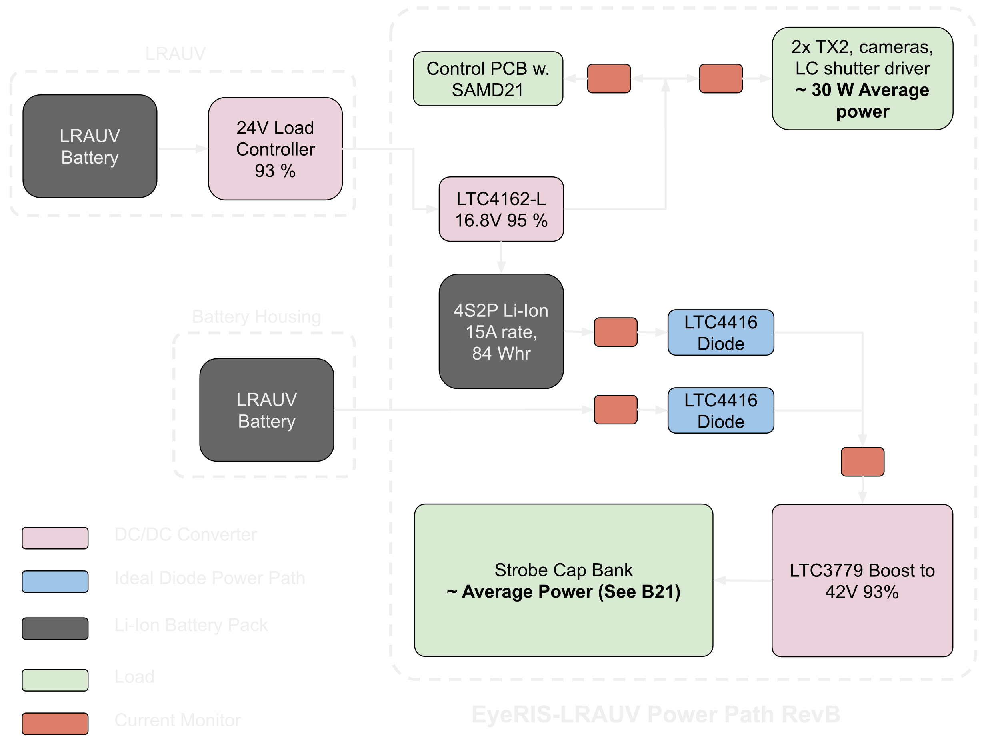 LRAUV
LRAUV
Battery
24V Load
Controller
93 %
Control PCB w.
SAMD21
2x TX2, cameras,
LC shutter driver
~ 30 W Average
power
LTC4162-L
16.8V 95 %
4S2P Li-Ion
15A rate,
84 Whr
LTC4416
Diode
Battery Housing
LRAUV
Battery
LTC4416
Diode
Strobe Cap Bank
~ Average Power (See B21)
LTC3779 Boost to
42V 93%
DC/DC Converter
Ideal Diode Power Path
Li-Ion Battery Pack
Load
Current Monitor
EyeRIS-LRAUV Power Path RevB